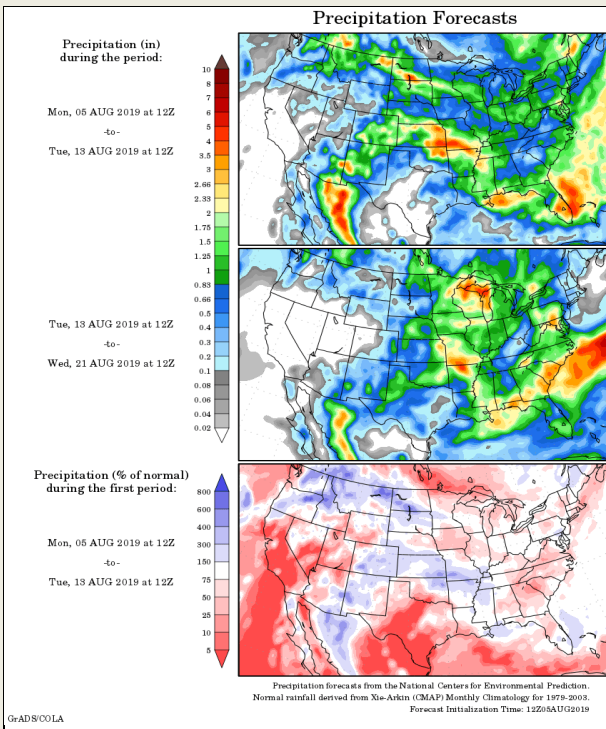 Precipitation Forecasts
Precipitation (in)
during the period:
Mon, 05 AUG 2019 at 12Z
-to-
Tue, 13 AUG 2019 at 12Z
10
8
7
6
5
4
3.5
3
2.66
2.33
2
1.75
1.5
1.25
1
0.83
0.66
0.5
0.4
0.3
0.2
0.1
0.08
0.06
0.04
0.02
Tue, 13 AUG 2019 at 12Z
-to-
Wed, 21 AUG 2019 at 12Z
Precipitation (% of normal)
during the first period:
Mon, 05 AUG 2019 at 12Z
-to-
Tue, 13 AUG 2019 at 12Z
800
600
400
300
150
75
50
25
10
5
Precipitation forecasts from the National Centers for Environmental Prediction.
Normal rainfall derived from Xie-Arkin (CMAP) Monthly Climatology for 1979-2003.
Forecast Initialization Time: 12Z05AUG2019
GrADS/COLA